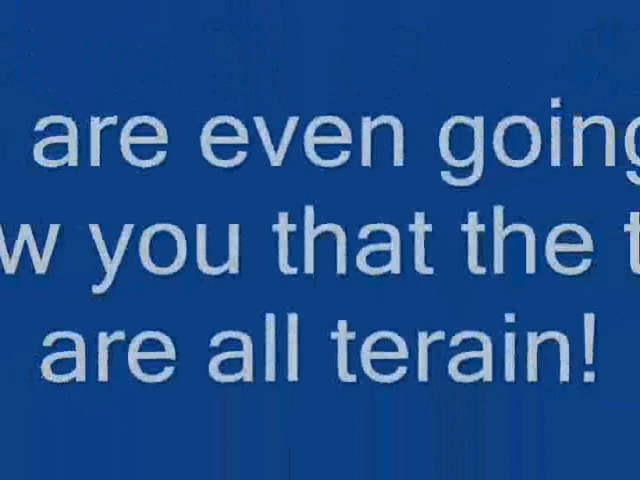 are even going
you that the
are all terain!